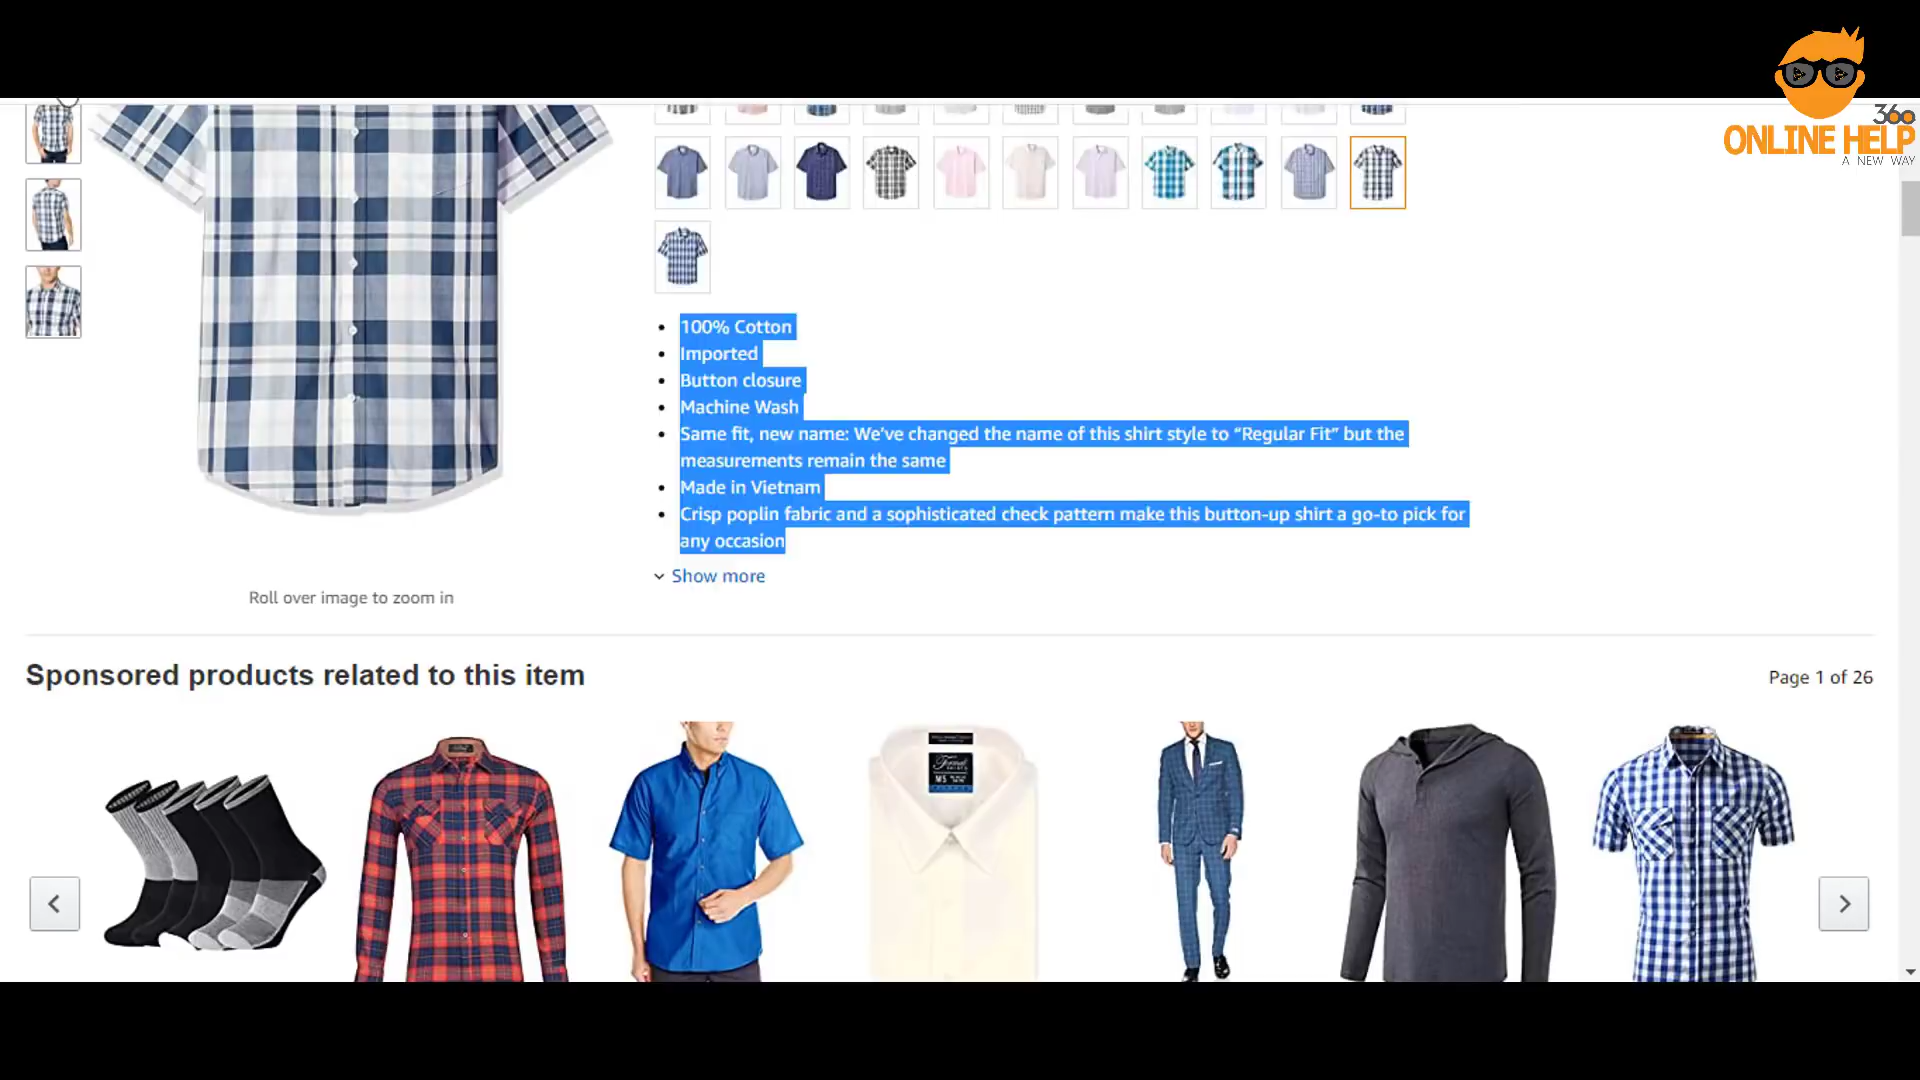 360
ONLINE HELP
A NEW WAY
100% Cotton
Imported
Button closure
Machine Wash
Same fit, new name: We've changed the name of this shirt style to “Regular Fit” but the
measurements remain the same
Made in Vietnam
Crisp poplin fabric and a sophisticated check pattern make this button-up shirt a go-to pick for
any occasion
Show more
Roll over image to zoom in
Sponsored products related to this item
Page 1 of 26
Formal